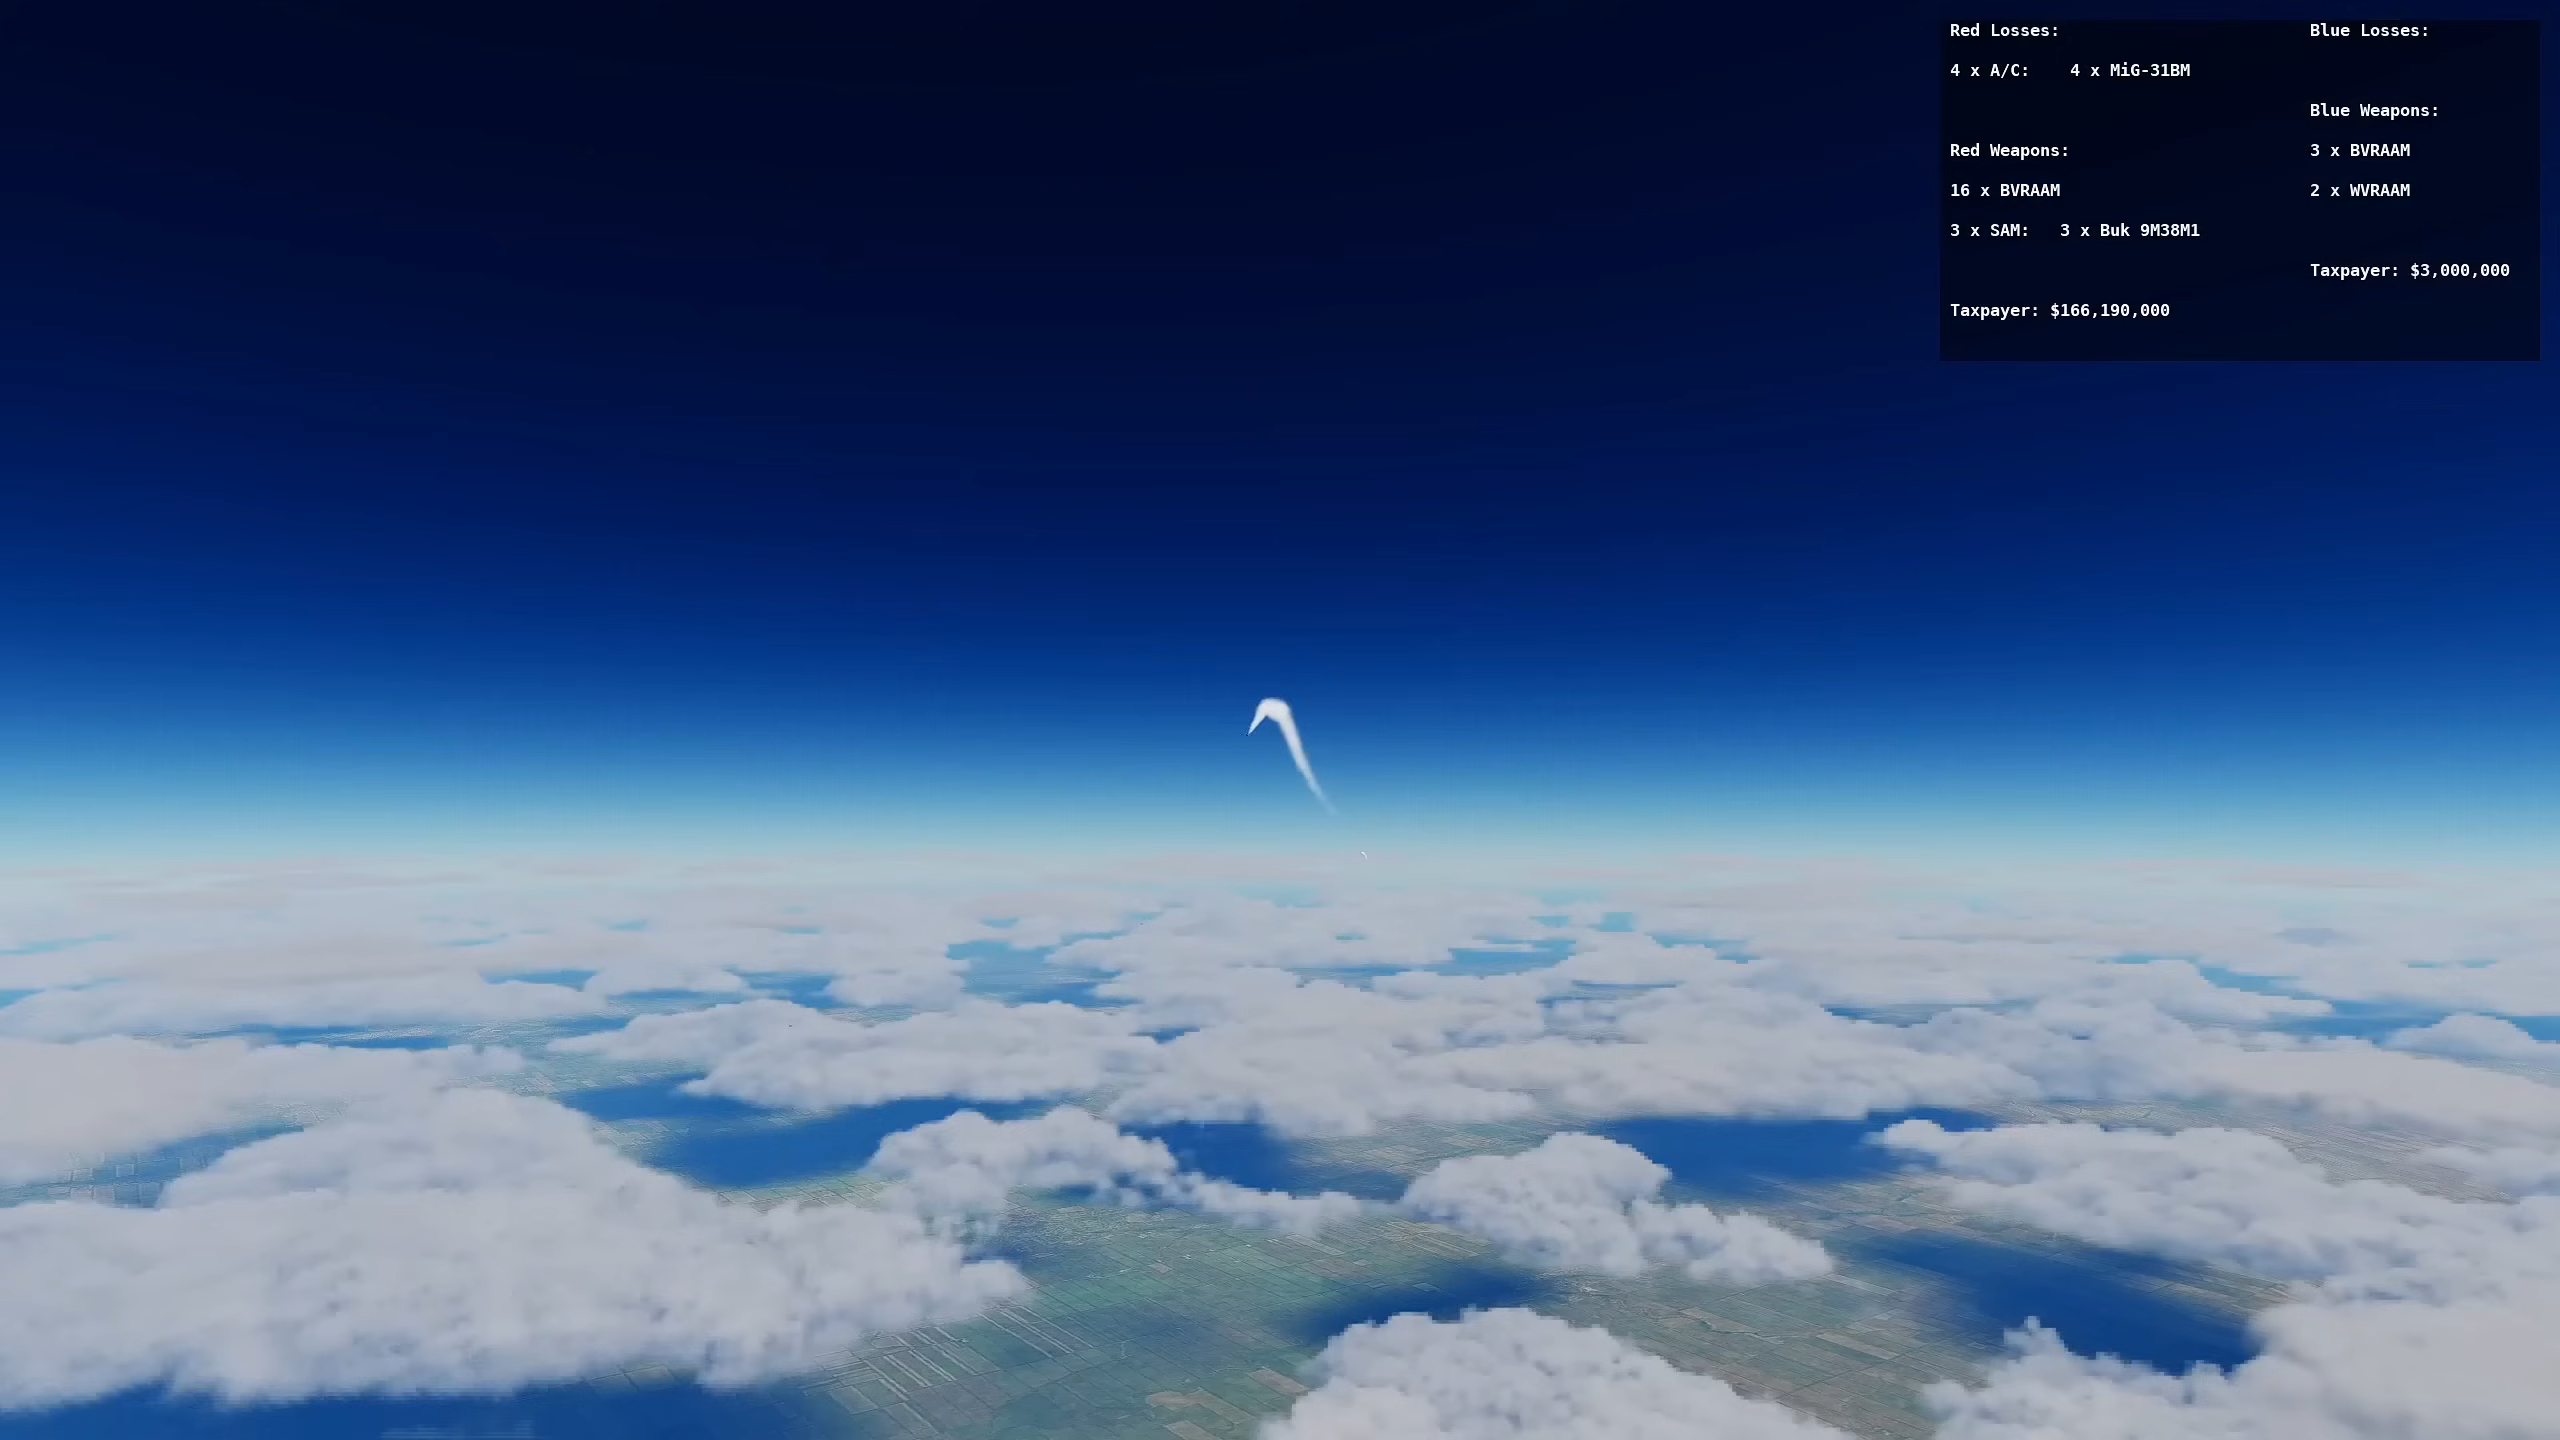 Red Losses:
4 x A/C:    4 x MiG-31BM
Red Weapons:
16 x BVRAAM
3 x SAM:   3 x Buk 9M38M1
Taxpayer: $166,190,000
Blue Losses:
Blue Weapons:
3 x BVRAAM
2 x WVRAAM
Taxpayer: $3,000,000